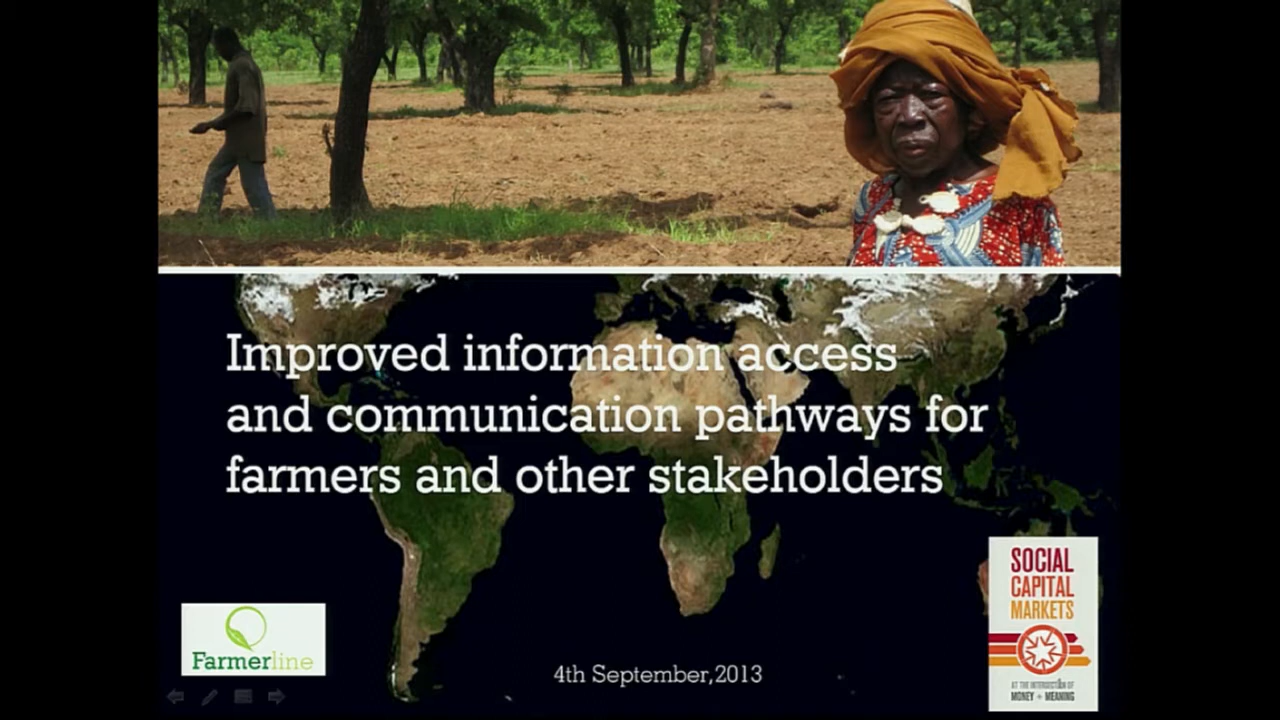 Improved information access
and communication pathways for
farmers and other stakeholders
Farmerline
4th September,2013
SOCIAL
CAPITAL
MARKETS
AT THE INTERSECTION OF
MONEY + MEANING